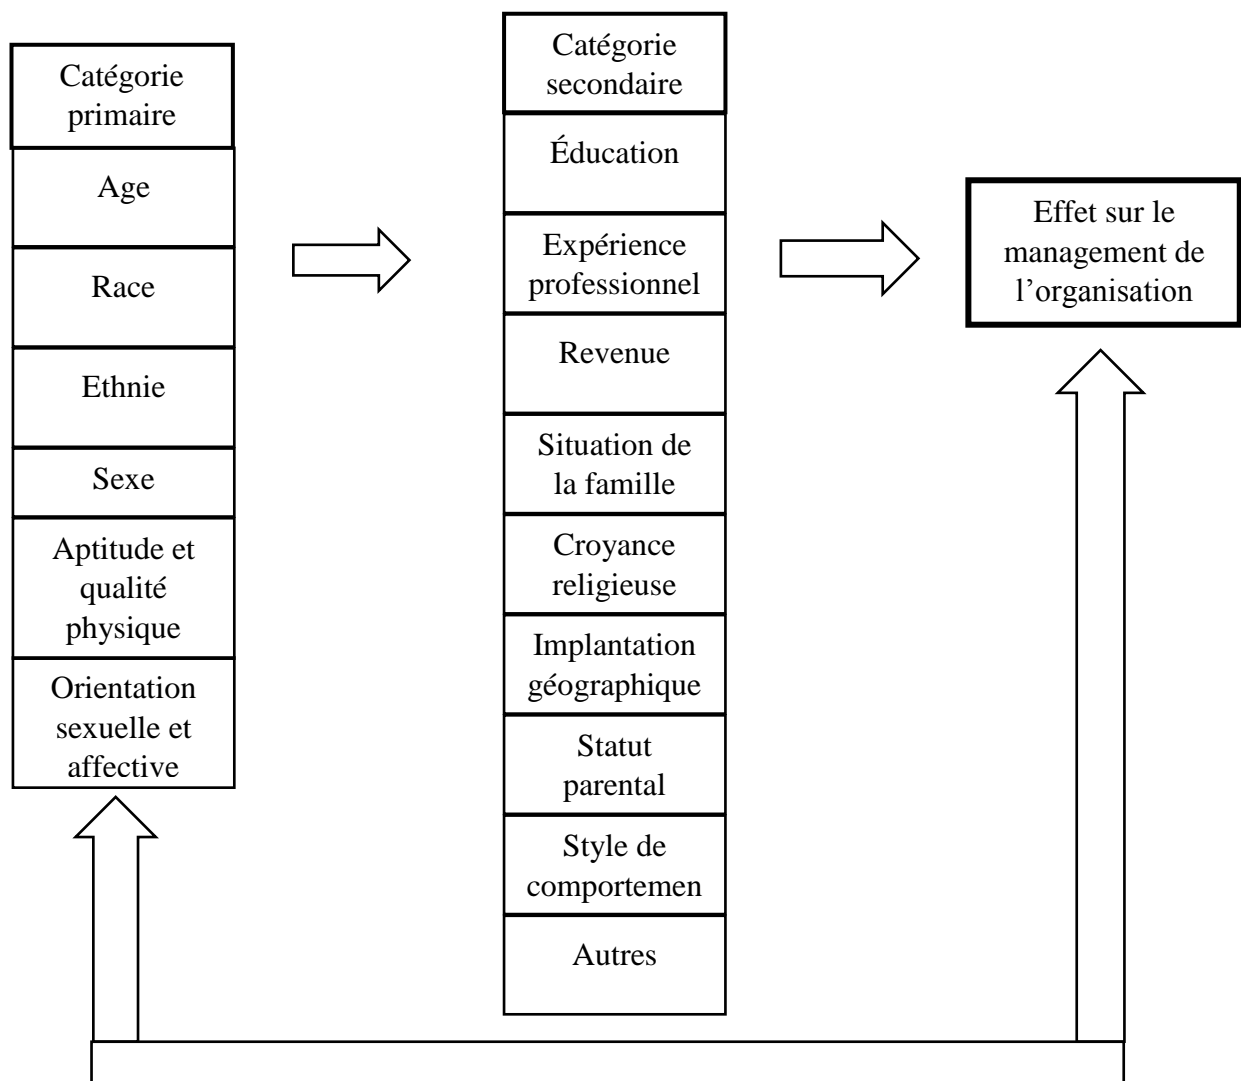 Catégorie
primaire
Age
Race
Ethnie
Sexe
Aptitude et
qualité
physique
Orientation
sexuelle et
affective
Catégorie
secondaire
Éducation
Expérience
professionnel
Revenue
Situation de
la famille
Croyance
religieuse
Implantation
géographique
Statut
parental
Style de
comportemen
Autres
Effet sur le
management de
l’organisation